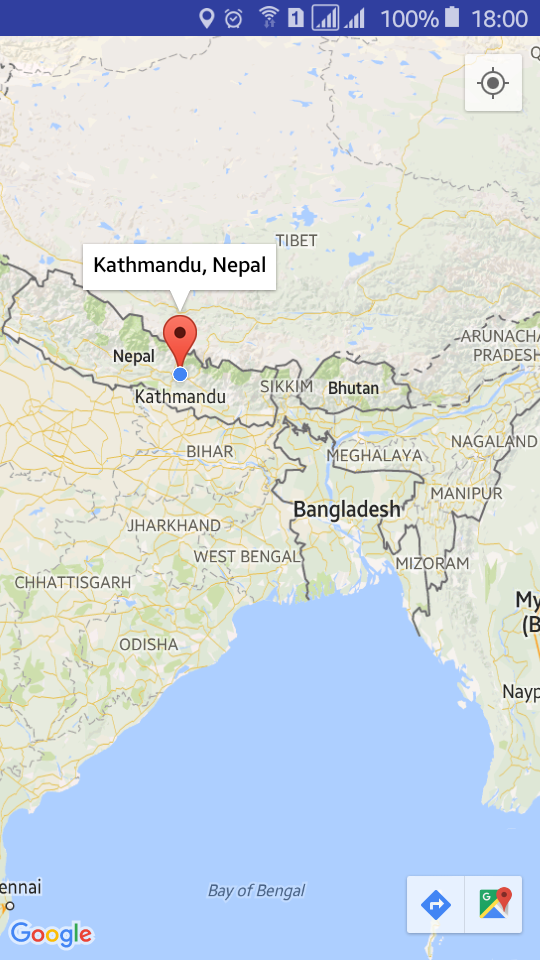 1 100% 18:00
Q
TIBET
Kathmandu, Nepal
ARUNACHA
PRADESH
Nepal
SIKKIM
Bhutan
Kathmandu
BIHAR
MEGHALAYA
NAGALAND
MANIPUR
Bangladesh
JHARKHAND
WEST BENGAL
MIZORAM
CHHATTISGARH
My
(B
ODISHA
Nayp
ennai
Bay of Bengal
G
Google